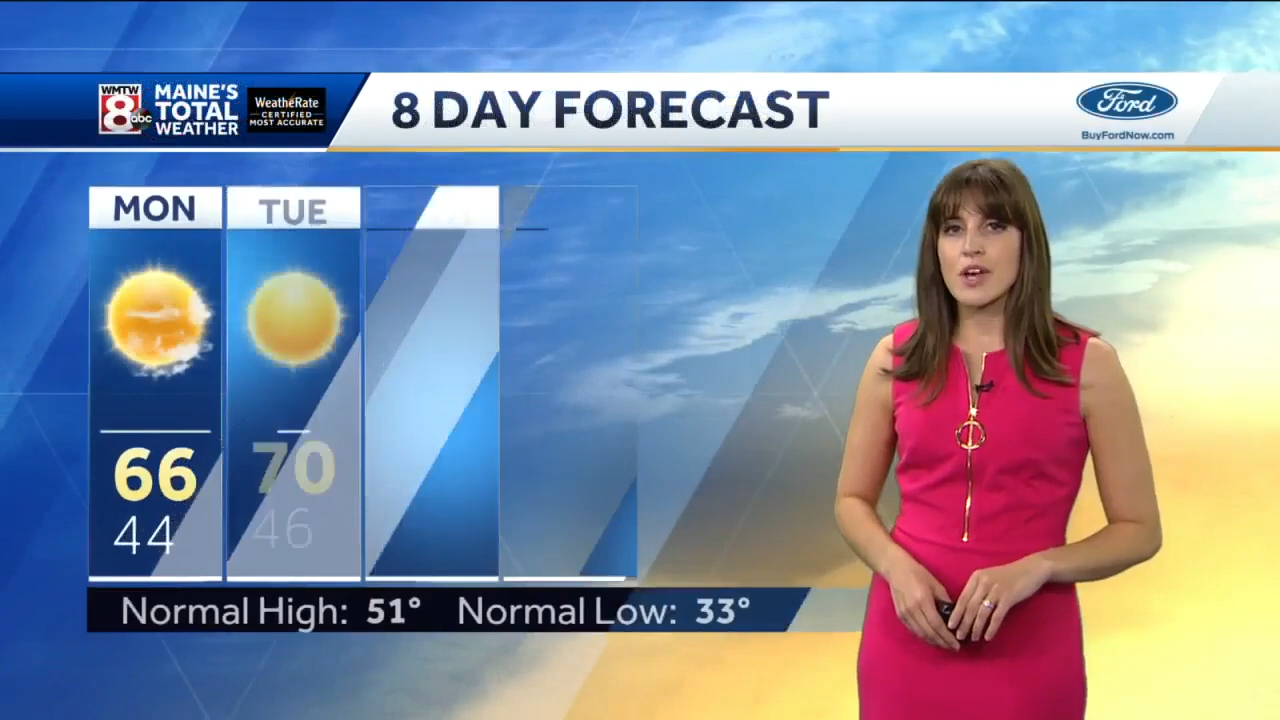 WMTW
8
abc
MAINE'S
TOTAL
WEATHER
WeatheRate
CERTIFIED
MOST ACCURATE
8 DAY FORECAST
Ford
BuyFordNow.com
MON
TUE
66
70
44
46
Normal High: 51° Normal Low: 33°